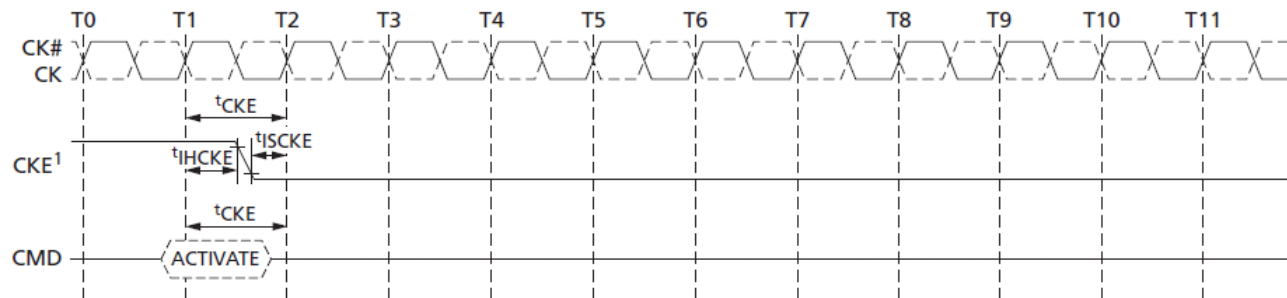 T0 T1 T2 T3 T4 T5 T6 T7 T8 T9 T10 T11
CK#
CK
tCKE
tISCKE
CKE1
tIHCKE
tCKE
CMD ACTIVATE